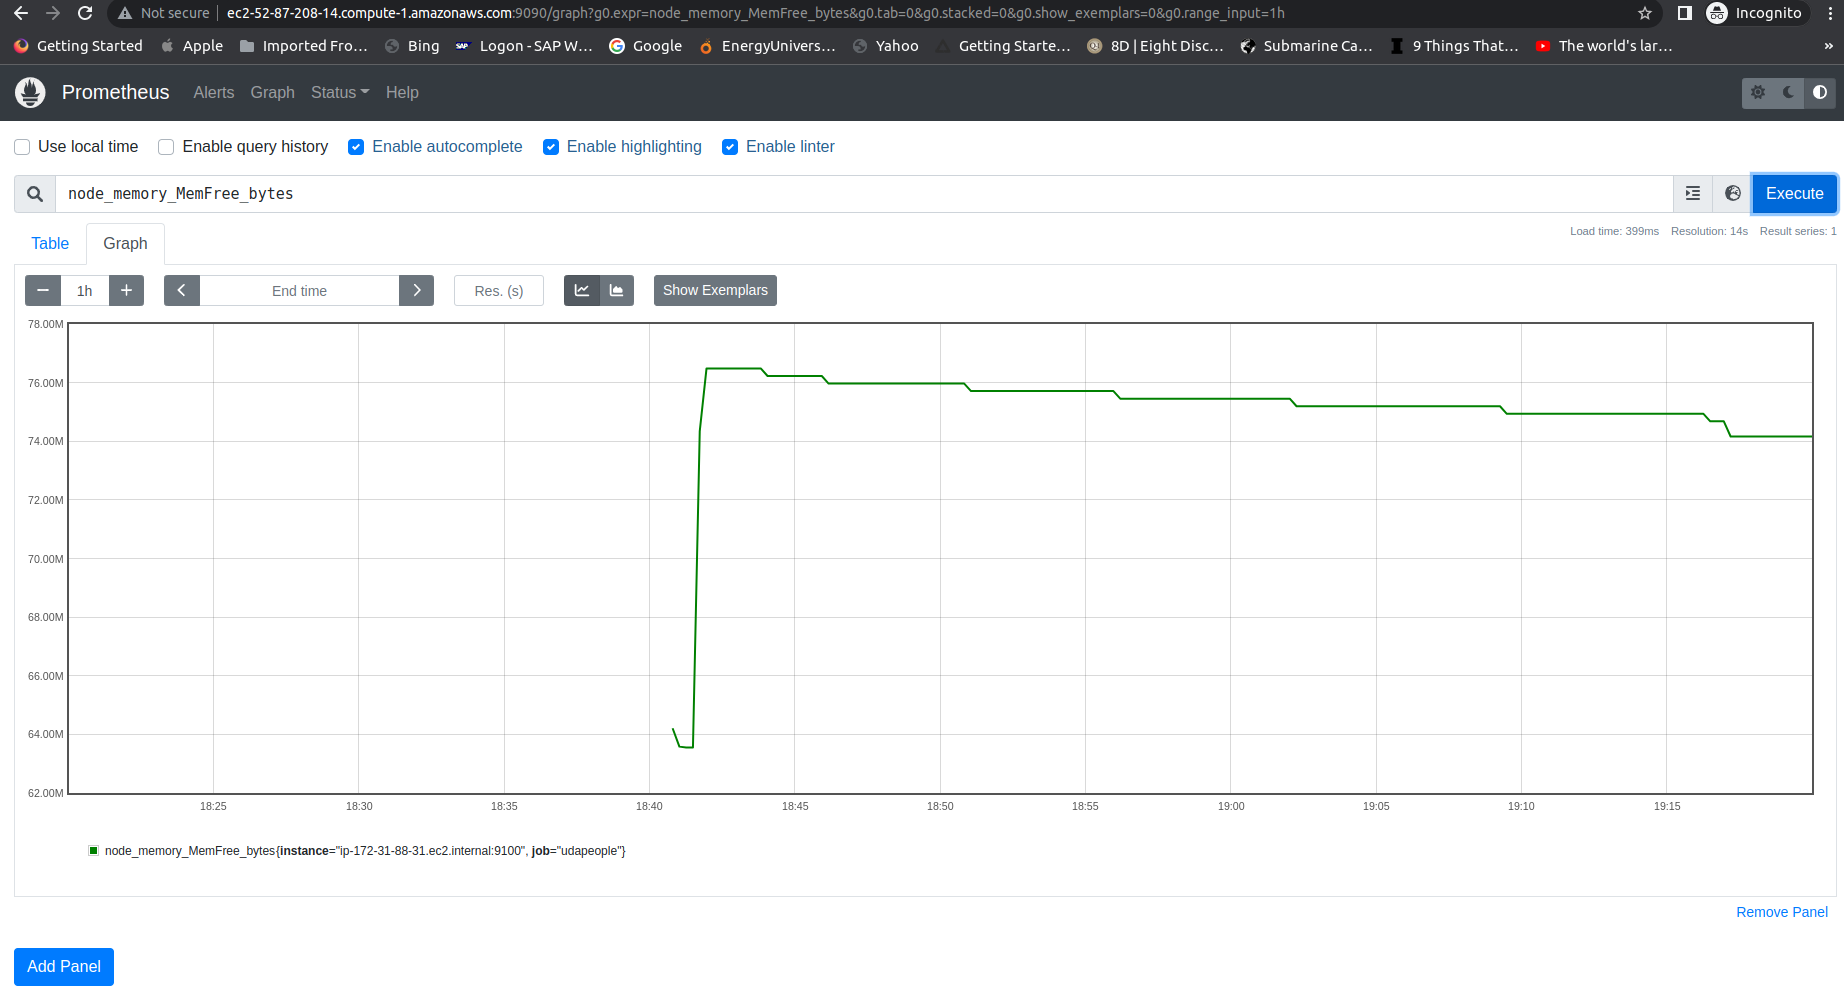 Not secure ec2-52-87-208-14.compute-1.amazonaws.com:9090/graph?g0.expr=node_memory_MemFree_bytes&g0.tab=0&g0.stacked=0&g0.show_exemplars=0&g0.range_input=1h Incognito
Getting Started Apple Imported Fro... Bing SAP Logon - SAP W... Google EnergyUnivers... Yahoo Getting Starte... 8D | Eight Disc... Submarine Ca... 9 Things That... The world's lar... »
Prometheus Alerts Graph Status Help
Use local time Enable query history Enable autocomplete Enable highlighting Enable linter
node_memory_MemFree_bytes Execute
Table Graph Load time: 399ms Resolution: 14s Result series: 1
1h End time Res. (s) Show Exemplars
78.00M
76.00M
74.00M
72.00M
70.00M
68.00M
66.00M
64.00M
62.00M
18:25 18:30 18:35 18:40 18:45 18:50 18:55 19:00 19:05 19:10 19:15
node_memory_MemFree_bytes{instance="ip-172-31-88-31.ec2.internal:9100", job="udapeople"}
Remove Panel
Add Panel